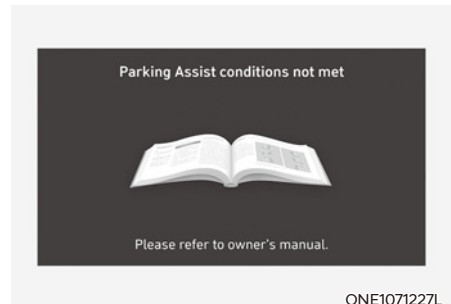 Parking Assist conditions not met
Please refer to owner's manual.
ONE1071227L